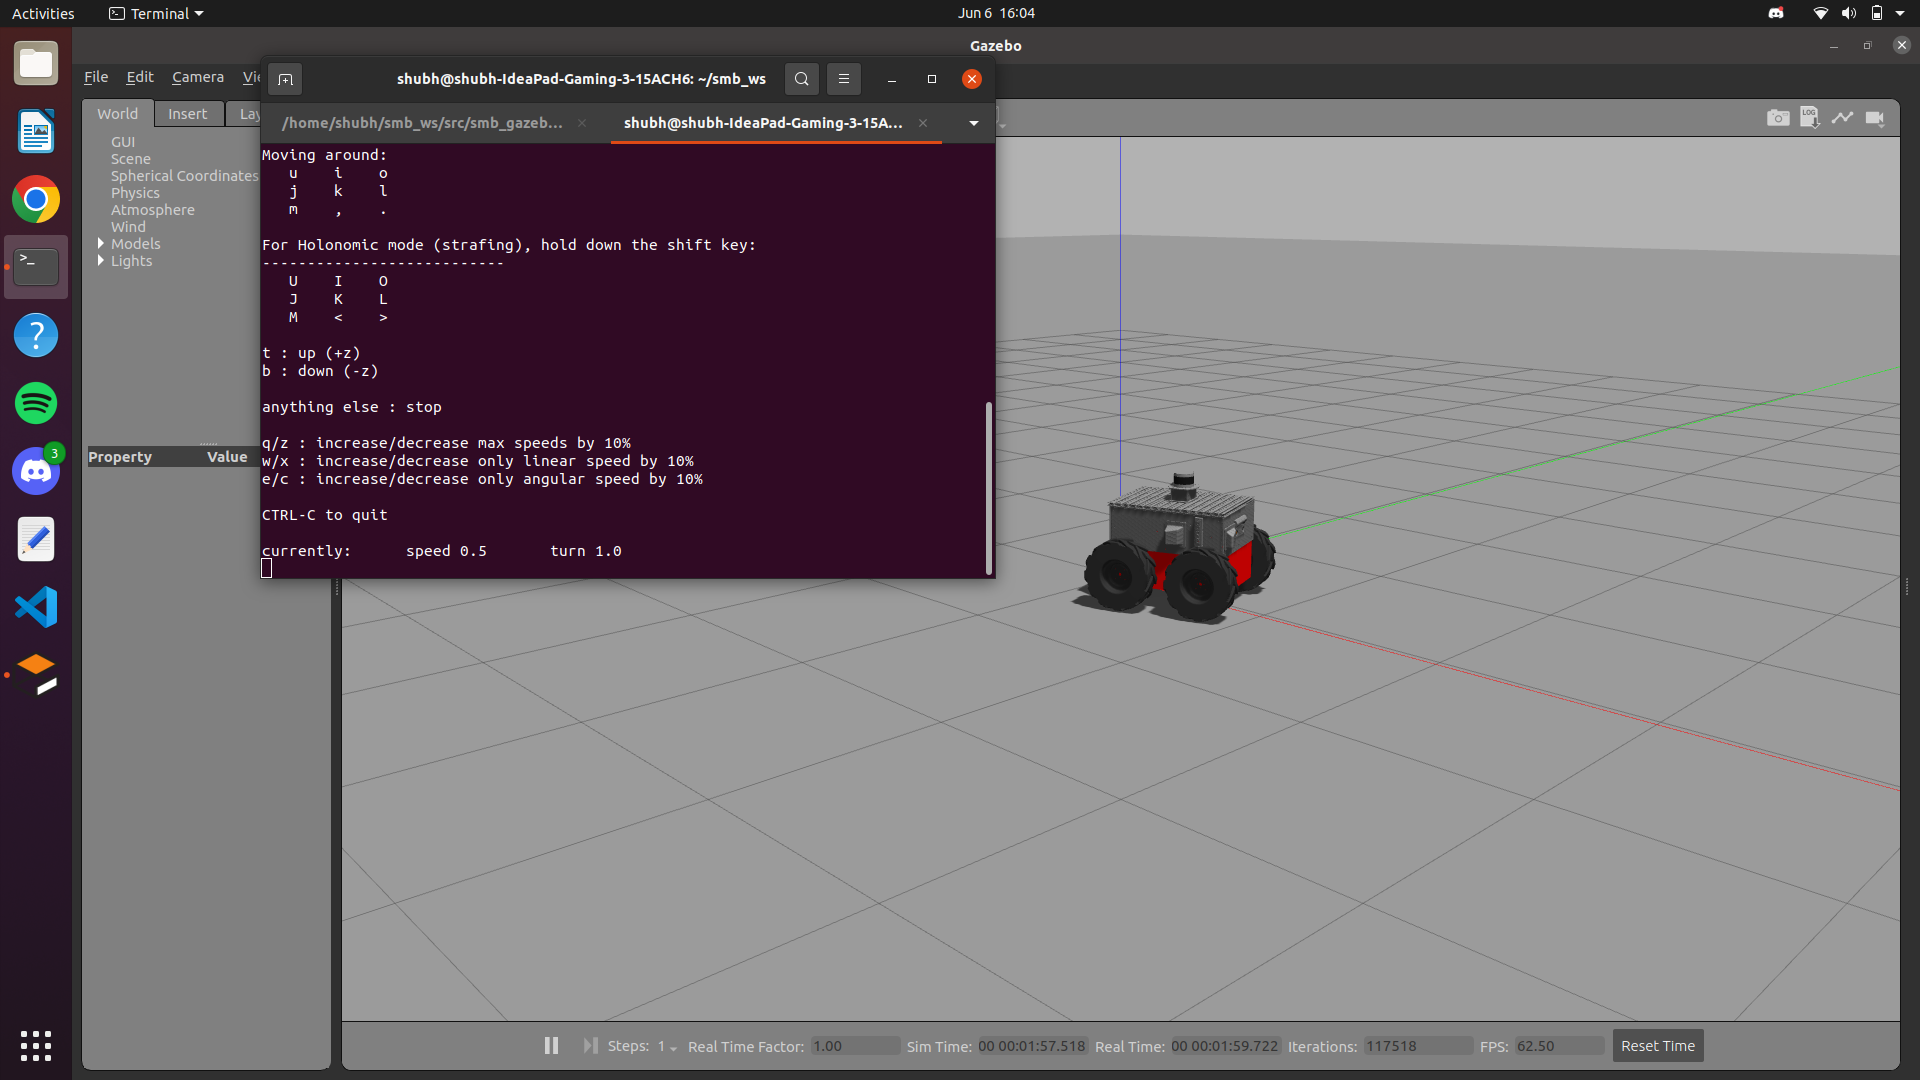 Activities
Terminal
Jun 6 16:04
Gazebo
File Edit Camera Vie
shubh@shubh-IdeaPad-Gaming-3-15ACH6: ~/smb_ws
World Insert Lay
/home/shubh/smb_ws/src/smb_gazeb...
shubh@shubh-IdeaPad-Gaming-3-15A...
GUI
Scene
Spherical Coordinates
Physics
Atmosphere
Wind
Models
Lights
Property Value
Moving around:
u i o
j k l
m , .
For Holonomic mode (strafing), hold down the shift key:
---------------------------
U I O
J K L
M < >
t : up (+z)
b : down (-z)
anything else : stop
q/z : increase/decrease max speeds by 10%
w/x : increase/decrease only linear speed by 10%
e/c : increase/decrease only angular speed by 10%
CTRL-C to quit
currently: speed 0.5 turn 1.0
LOG
3
Steps: 1 Real Time Factor: 1.00 Sim Time: 00 00:01:57.518 Real Time: 00 00:01:59.722 Iterations: 117518 FPS: 62.50 Reset Time